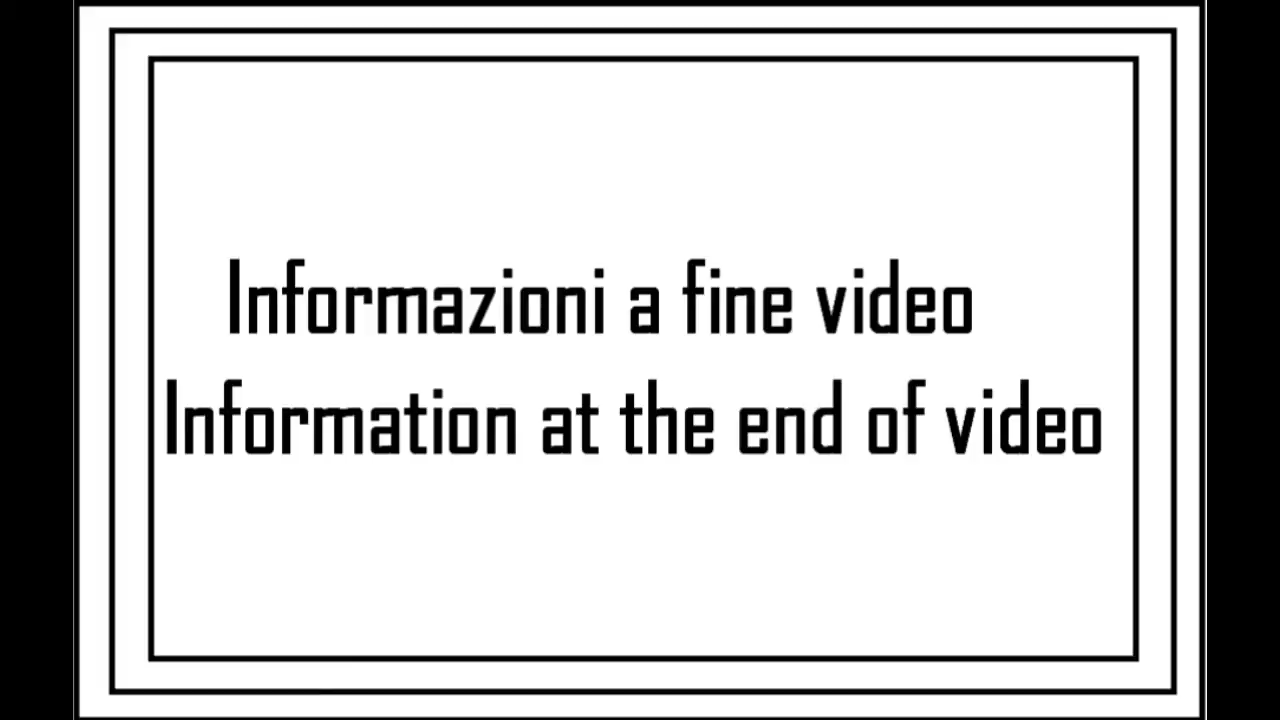 Informazioni a fine video
Information at the end of video